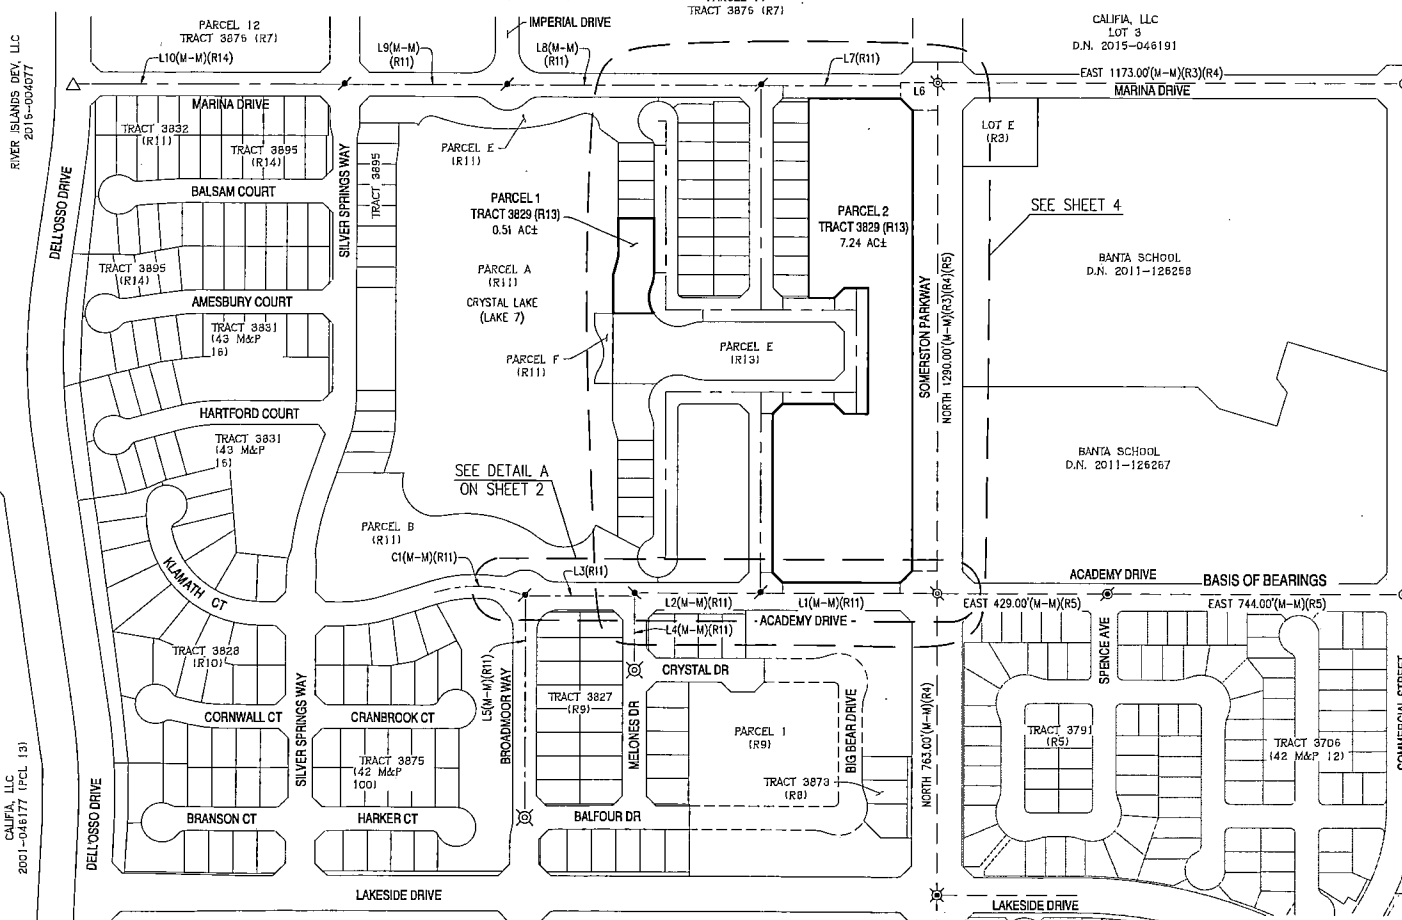 TRACT 3876 (R7)
PARCEL 12
TRACT 3876 (R7)
IMPERIAL DRIVE
CALIFIA, LLC
LOT 3
D.N. 2015-046191
RIVER ISLANDS DEV, LLC
2016-004077
L10(M-M)(R14)
L9(M-M)
(R11)
L8(M-M)
(R11)
L7(R11)
L6
EAST 1173.00'(M-M)(R3)(R4)
MARINA DRIVE
MARINA DRIVE
TRACT 3832
(R11)
TRACT 3895
(R14)
PARCEL E
(R11)
LOT E
(R3)
TRACT 3895
SILVER SPRINGS WAY
DELL'OSSO DRIVE
BALSAM COURT
PARCEL 1
TRACT 3829 (R13)
0.51 AC±
PARCEL 2
TRACT 3829 (R13)
7.24 AC±
SEE SHEET 4
BANTA SCHOOL
D.N. 2011-126268
TRACT 3895
(R14)
PARCEL A
(R11)
CRYSTAL LAKE
(LAKE 7)
AMESBURY COURT
TRACT 3831
(43 M&P
16)
PARCEL F
(R11)
PARCEL E
(R13)
SOMERSTON PARKWAY
NORTH 1290.00'(M-M)(R3)(R4)(R5)
HARTFORD COURT
TRACT 3831
(43 M&P
16)
SEE DETAIL A
ON SHEET 2
BANTA SCHOOL
D.N. 2011-126267
PARCEL B
(R11)
C1(M-M)(R11)
L3(R11)
KLAMATH CT
ACADEMY DRIVE
BASIS OF BEARINGS
L2(M-M)(R11)
L1(M-M)(R11)
EAST 429.00'(M-M)(R5)
EAST 744.00'(M-M)(R5)
-ACADEMY DRIVE-
L4(M-M)(R11)
TRACT 3828
(R10)
CRYSTAL DR
SPENCE AVE
L5(M-M)(R11)
BROADMOOR WAY
TRACT 3827
(R9)
MELONES DR
CORNWALL CT
SILVER SPRINGS WAY
CRANBROOK CT
PARCEL 1
(R9)
BIG BEAR DRIVE
NORTH 763.00'(M-M)(R4)
TRACT 3791
(R5)
TRACT 3706
(42 M&P 12)
COMMERCIAL STREET
TRACT 3875
(42 M&P
100)
TRACT 3873
(R8)
CALIFIA, LLC
2001-046177 (PCL 13)
DELL'OSSO DRIVE
BRANSON CT
HARKER CT
BALFOUR DR
LAKESIDE DRIVE
LAKESIDE DRIVE